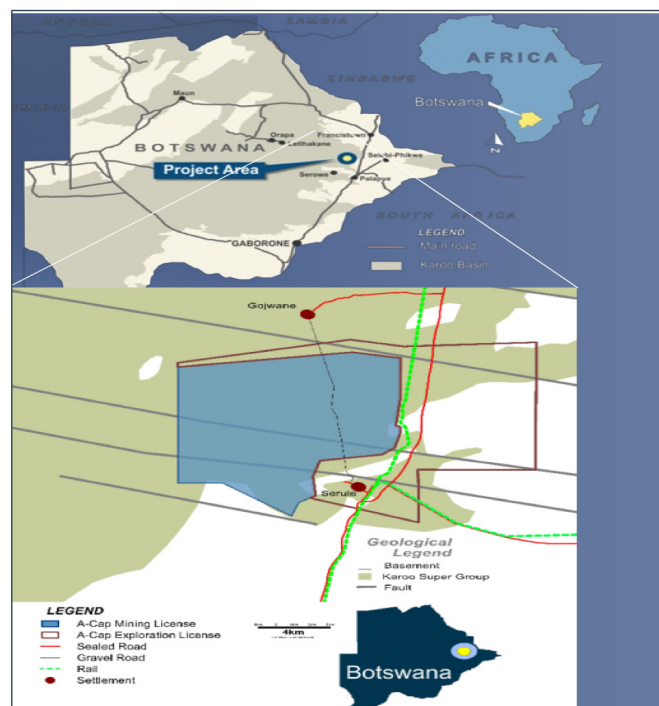 ANGOLA
ZAMBIA
AFRICA
ZIMBABWE
Botswana
Maun
BOTSWANA
Orapa
Letlhakane
Francistown
N
Project Area
Selebi-Phikwe
Serowe
Palapye
SOUTH AFRICA
LEGEND
Main road
GABORONE
Karoo Basin
Gojwane
Serule
Geological
Legend
Basement
Karoo Super Group
Fault
LEGEND
A-Cap Mining License
A-Cap Exploration License
Sealed Road
Gravel Road
Rail
Settlement
4km
Botswana